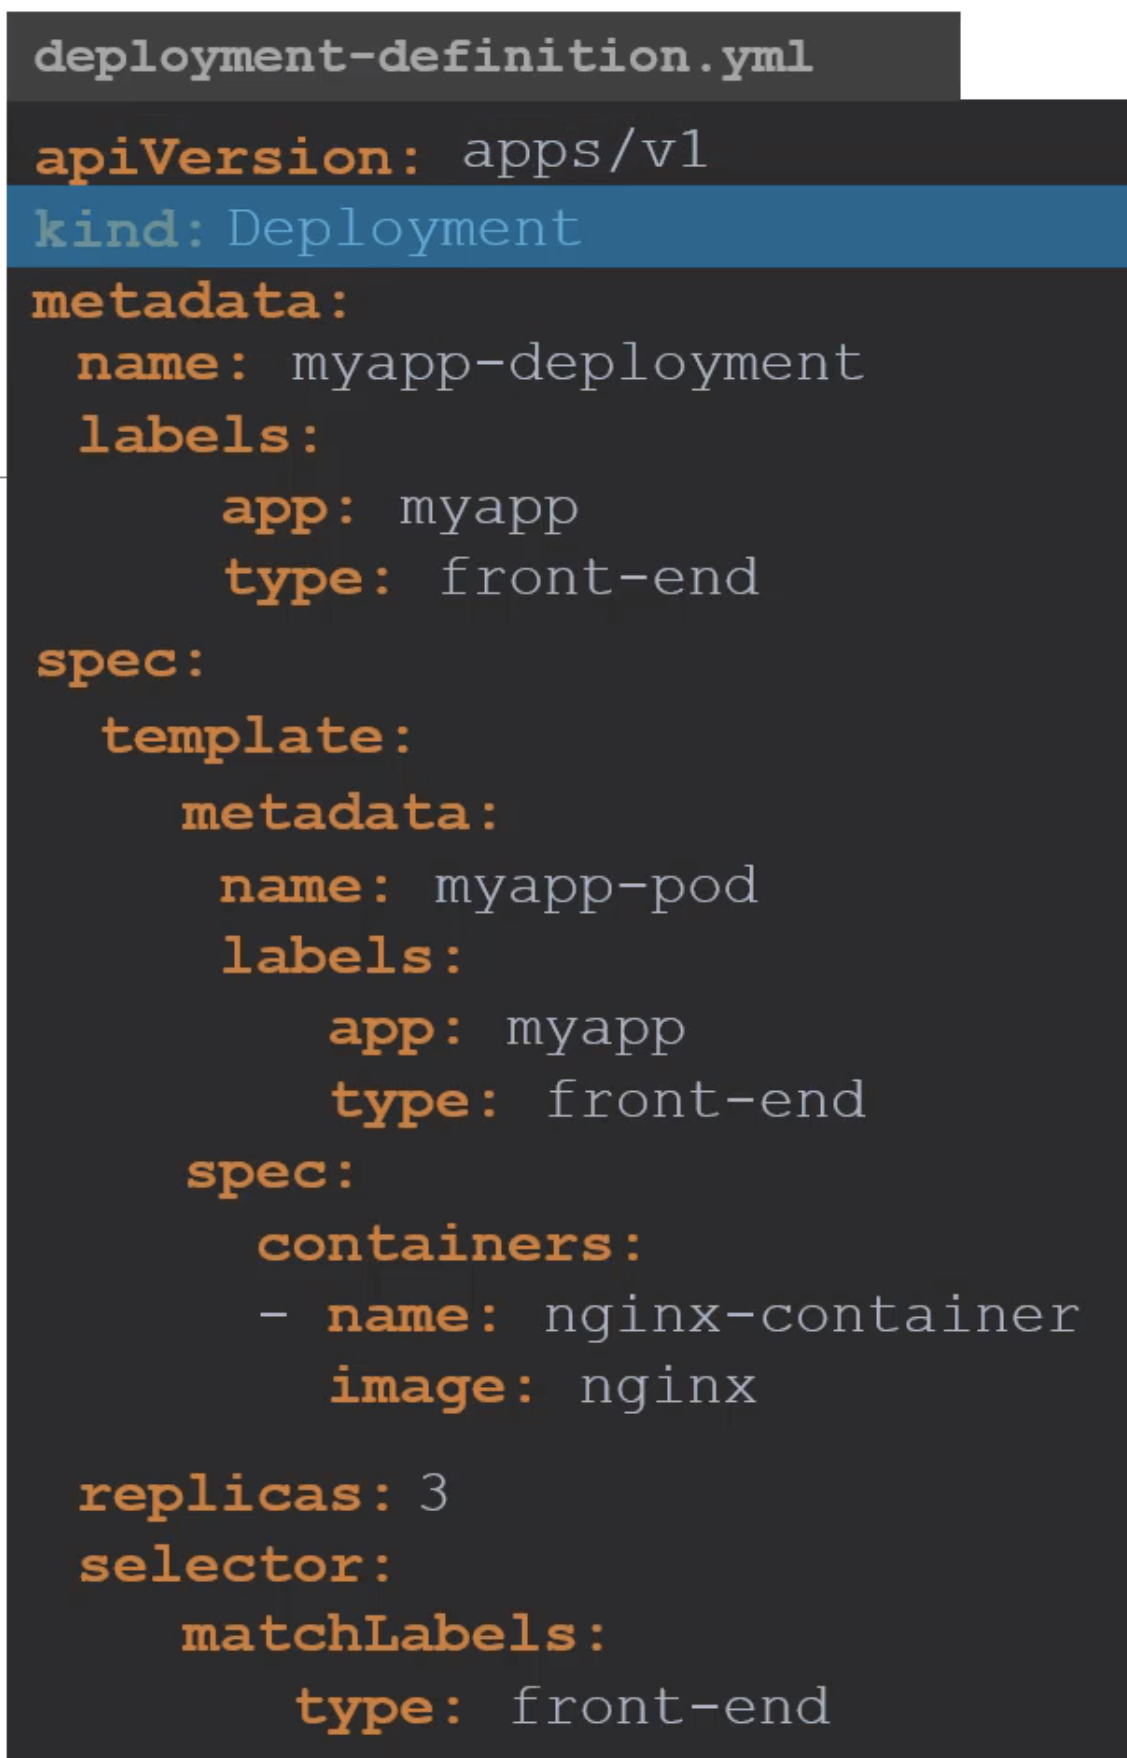 deployment-definition.yml
apiVersion: apps/v1
kind: Deployment
metadata:
name: myapp-deployment
labels:
app: myapp
type: front-end
spec:
template:
metadata:
name: myapp-pod
labels:
app: myapp
type: front-end
spec:
containers:
- name: nginx-container
image: nginx
replicas: 3
selector:
matchLabels:
type: front-end